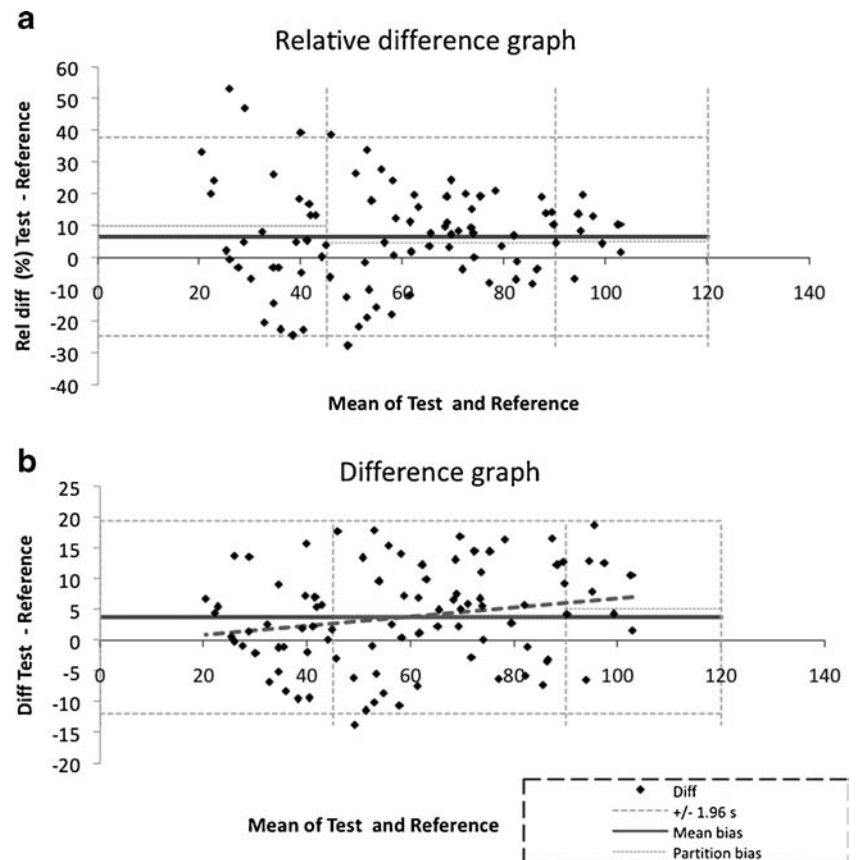 a
Relative difference graph
60
50
40
30
20
10
0
-10
-20
-30
-40
0 20 40 60 80 100 120 140
Rel diff (%) Test - Reference
Mean of Test and Reference
b
Difference graph
25
20
15
10
5
0
-5
-10
-15
-20
0 20 40 60 80 100 120 140
Diff Test - Reference
Mean of Test and Reference
Diff
+/- 1.96 s
Mean bias
Partition bias